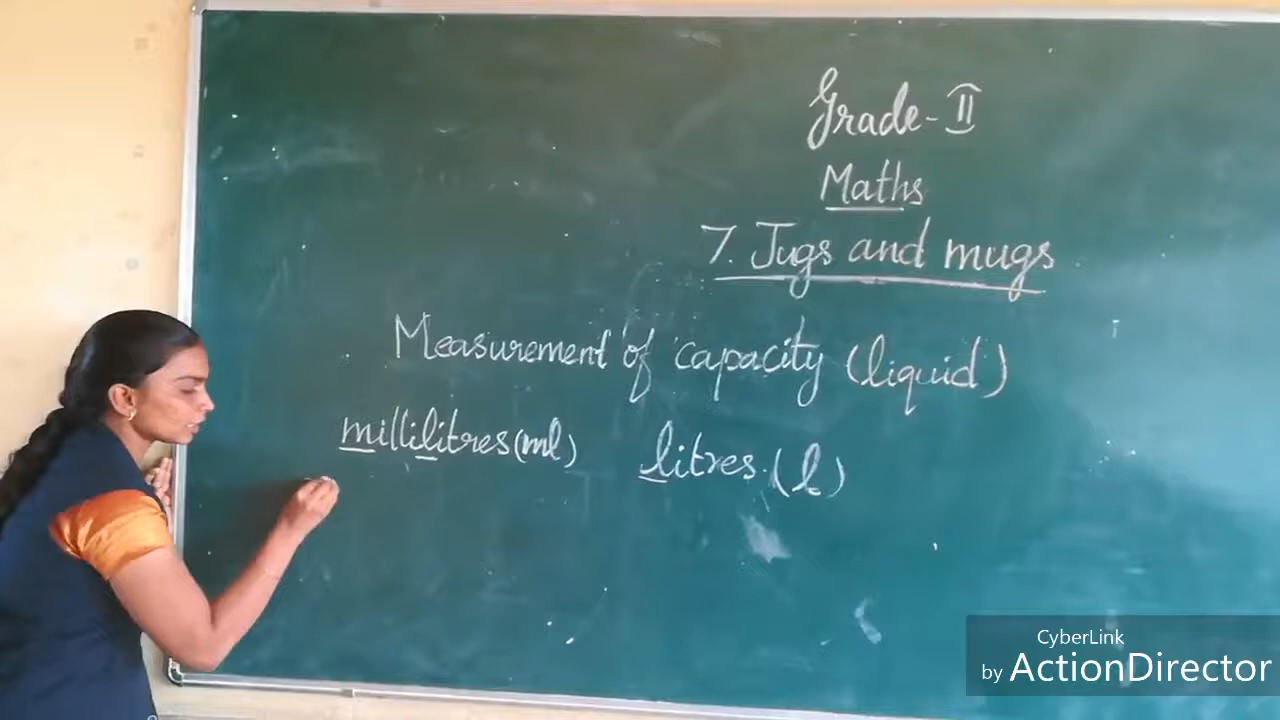 Grade-II
Maths
7. Jugs and mugs
Measurement of capacity (liquid)
millilitres (ml) litres. (l)
CyberLink
by ActionDirector